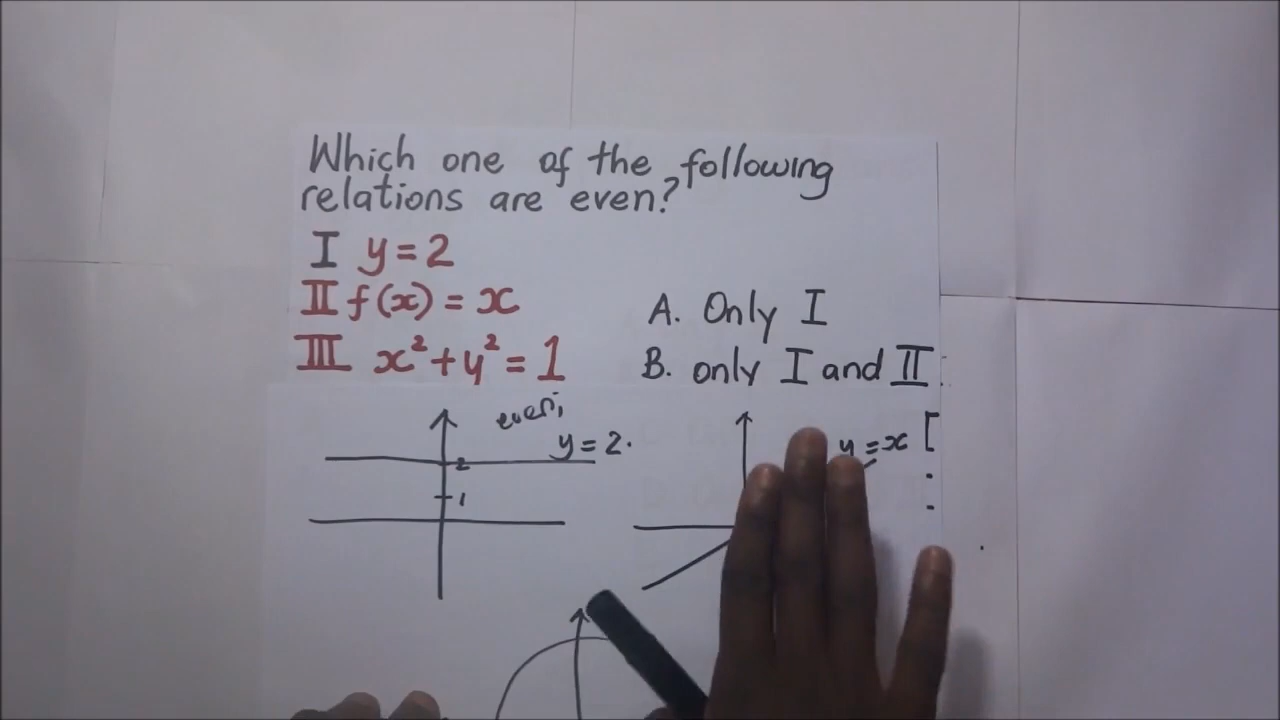 Which one of the following
relations are even?
I y = 2
II f(x) = x
III x² + y² = 1
A. Only I
B. only I and II
even;
y = 2.
2
1
y = x